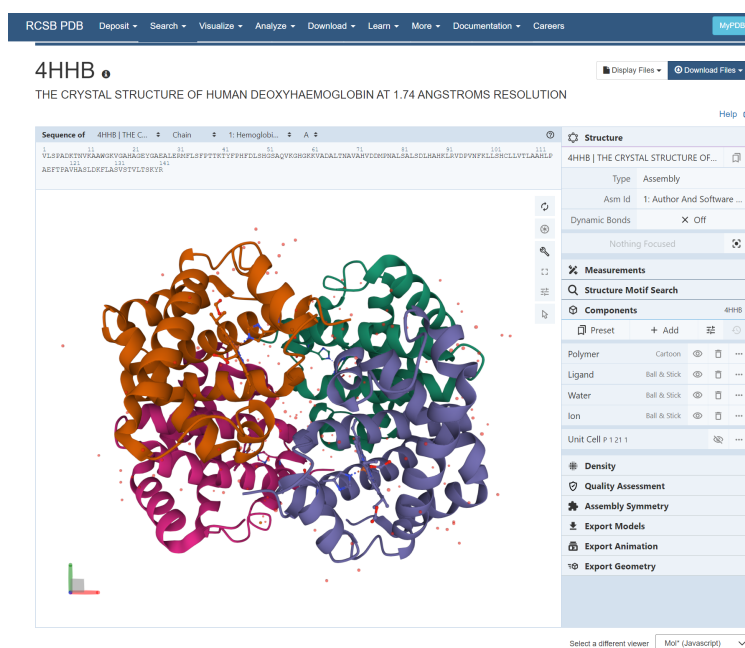 RCSB PDB Deposit Search Visualize Analyze Download Learn More Documentation Careers MyPDB
4HHB
Display Files Download Files
THE CRYSTAL STRUCTURE OF HUMAN DEOXYHAEMOGLOBIN AT 1.74 ANGSTROMS RESOLUTION
Help
Sequence of 4HHB | THE C... Chain 1: Hemoglobi... A
1 11 21 31 41 51 61 71 81 91 101 111
VLSPADKTNVKAAWGKVGAHAGEYGAEALERMFLSFPTTKTYFPHFDLSHGSAQVKGHGKKVADALTNAVAHVDDMPNALSALSDLHAHKLRVDPVNFKLLSHCLLVTLAAHLP
121 131 141
AEFTPAVHASLDKFLASVSTVLTSKYR
Structure
4HHB | THE CRYSTAL STRUCTURE OF...
Type Assembly
Asm Id 1: Author And Software ...
Dynamic Bonds Off
Nothing Focused
Measurements
Structure Motif Search
Components 4HHB
Preset + Add
Polymer Cartoon
Ligand Ball & Stick
Water Ball & Stick
Ion Ball & Stick
Unit Cell P 1 21 1
Density
Quality Assessment
Assembly Symmetry
Export Models
Export Animation
Export Geometry
Select a different viewer Mol* (Javascript)